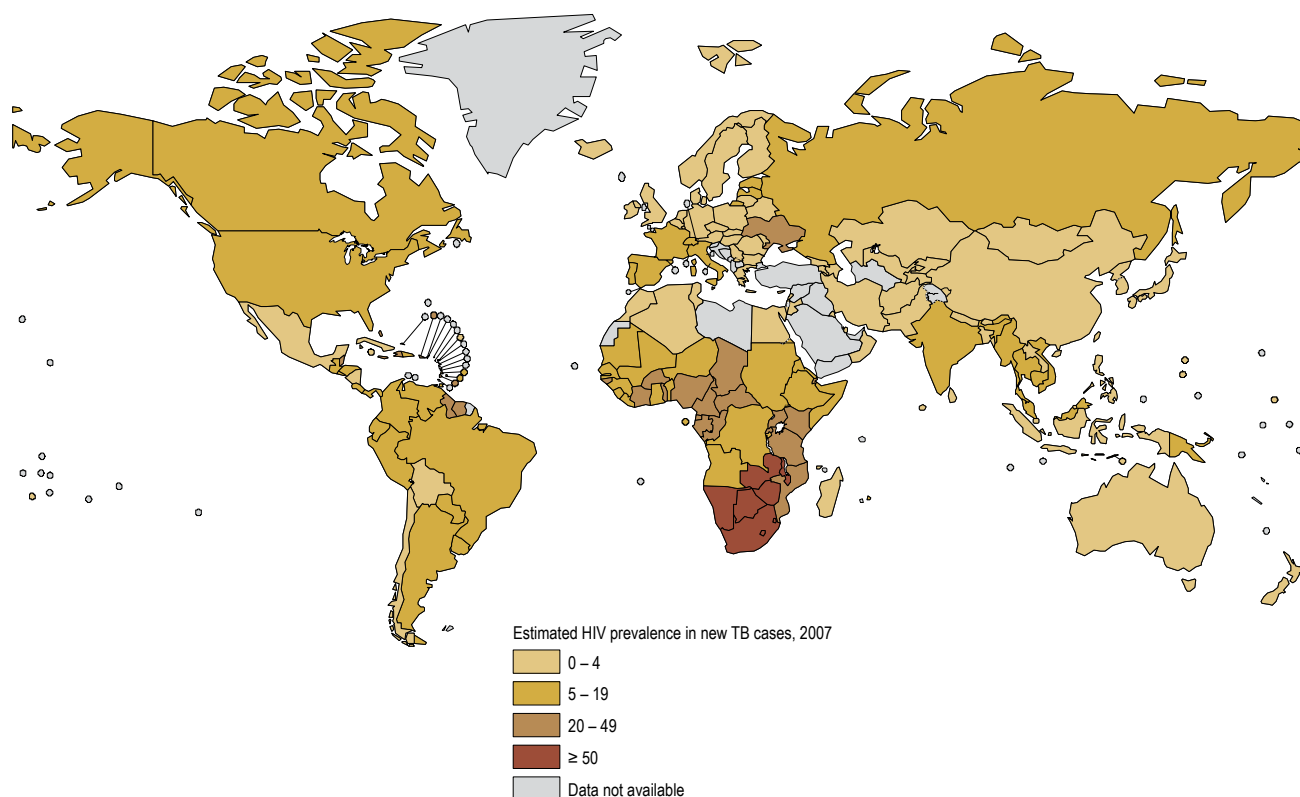 Estimated HIV prevalence in new TB cases, 2007
0 – 4
5 – 19
20 – 49
≥ 50
Data not available